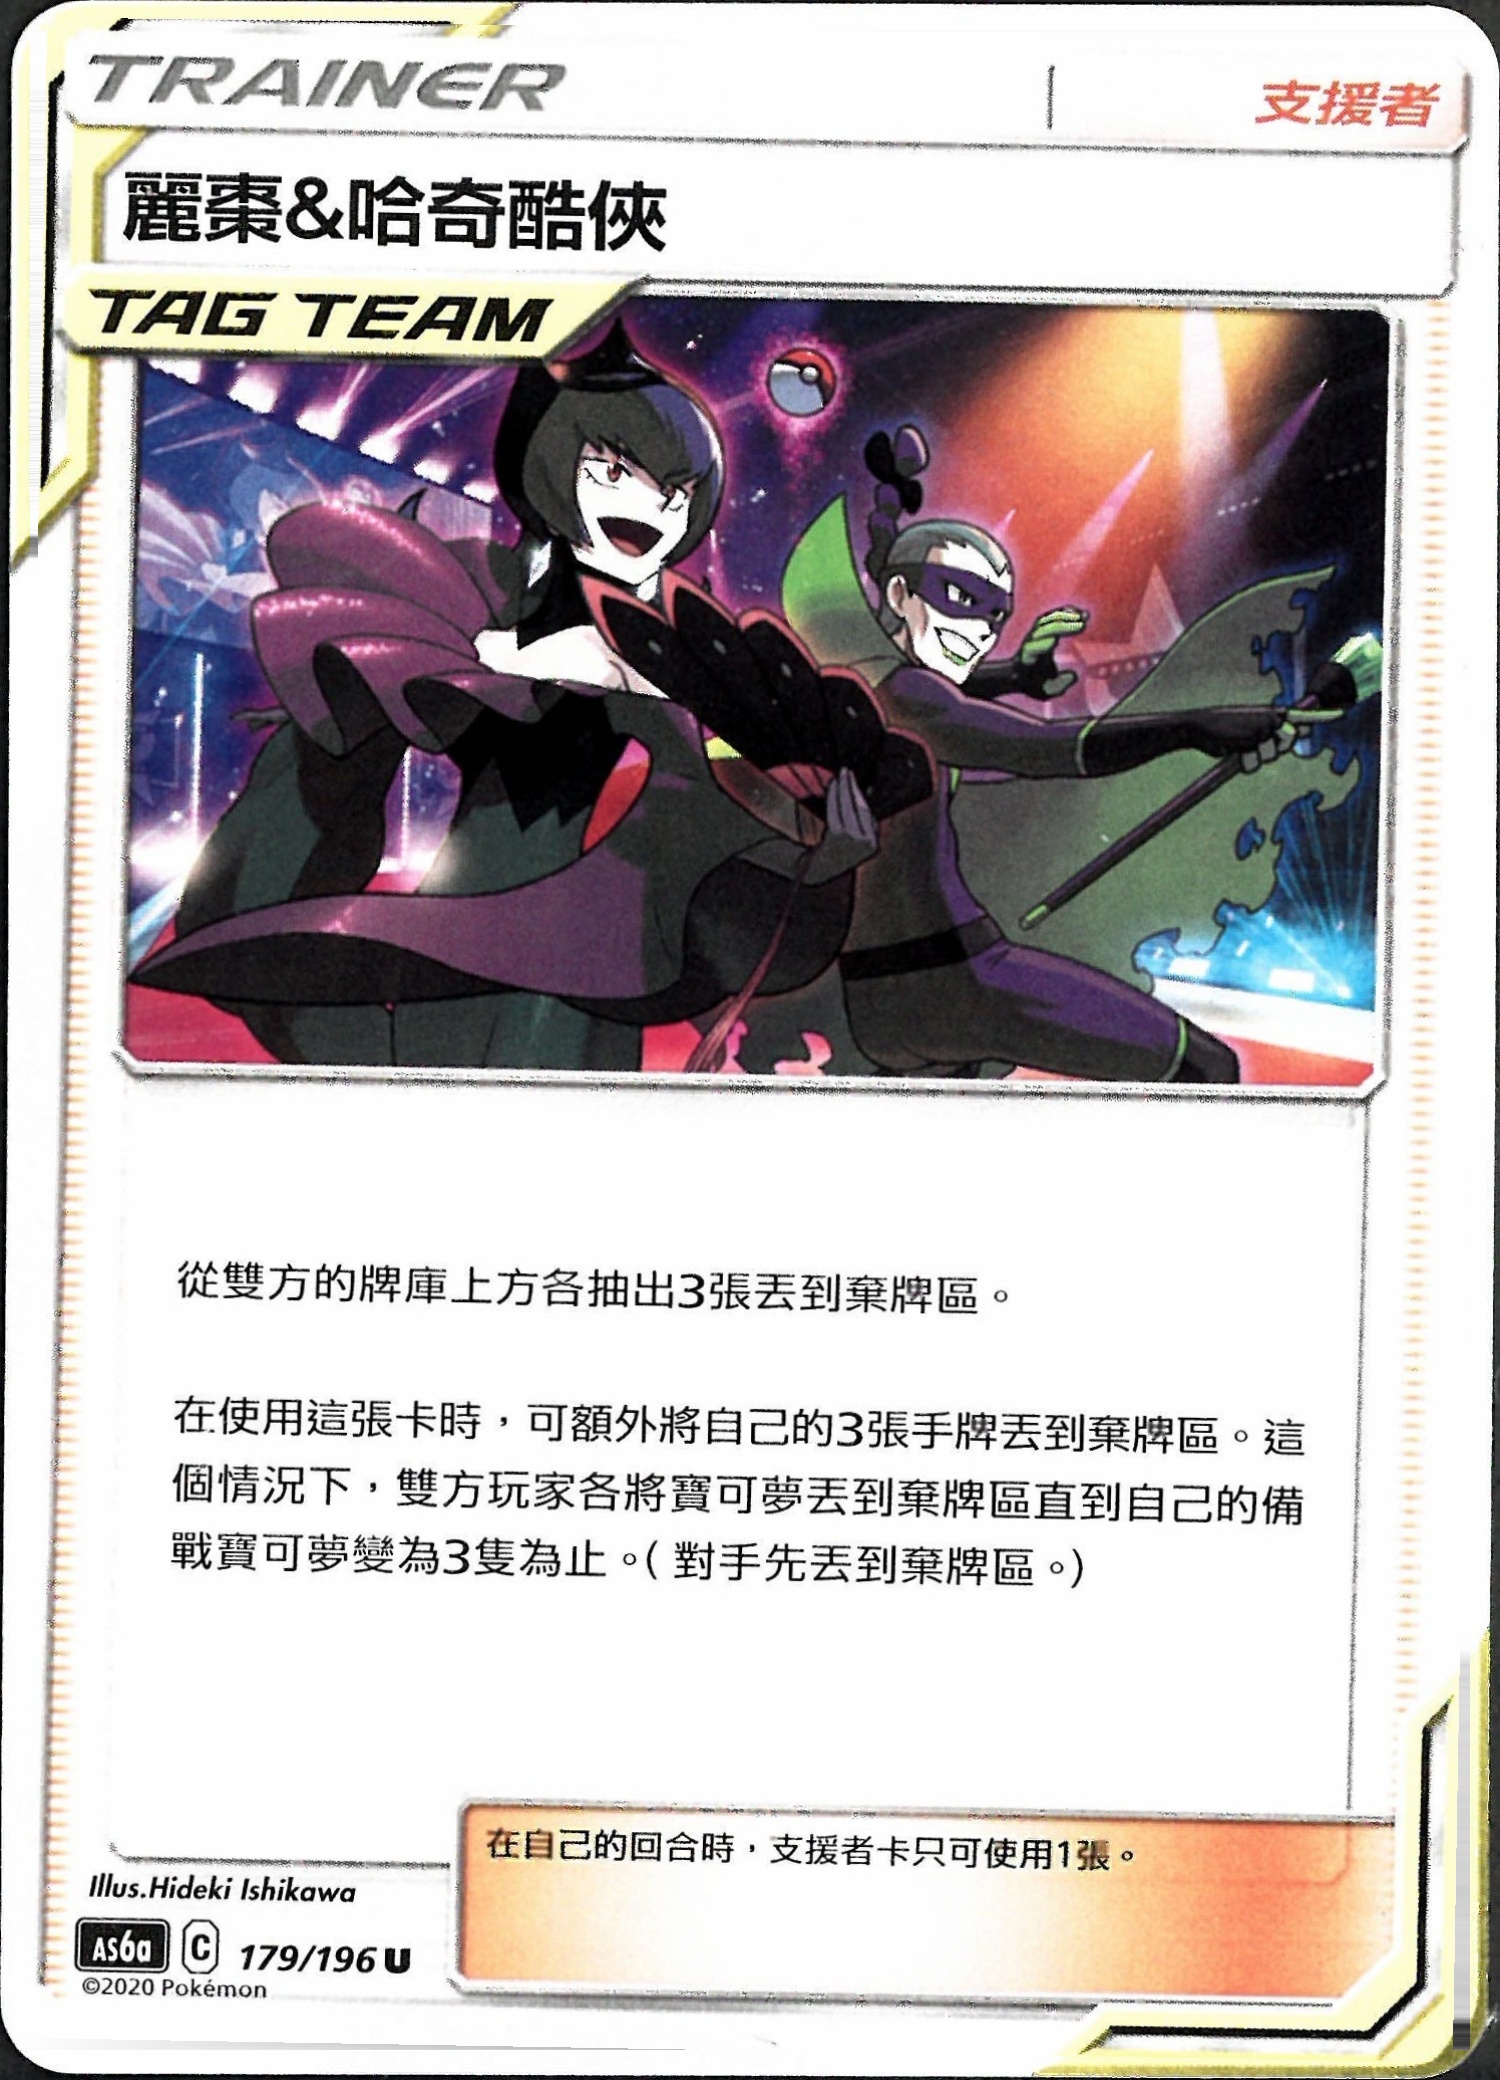 TRAINER
支援者
麗棗&哈奇酷俠
TAG TEAM
從雙方的牌庫上方各抽出3張丟到棄牌區。
在使用這張卡時，可額外將自己的3張手牌丟到棄牌區。這
個情況下，雙方玩家各將寶可夢丟到棄牌區直到自己的備
戰寶可夢變為3隻為止。(對手先丟到棄牌區。)
在自己的回合時，支援者卡只可使用1張。
Illus.Hideki Ishikawa
AS6a C 179/196 U
©2020 Pokémon